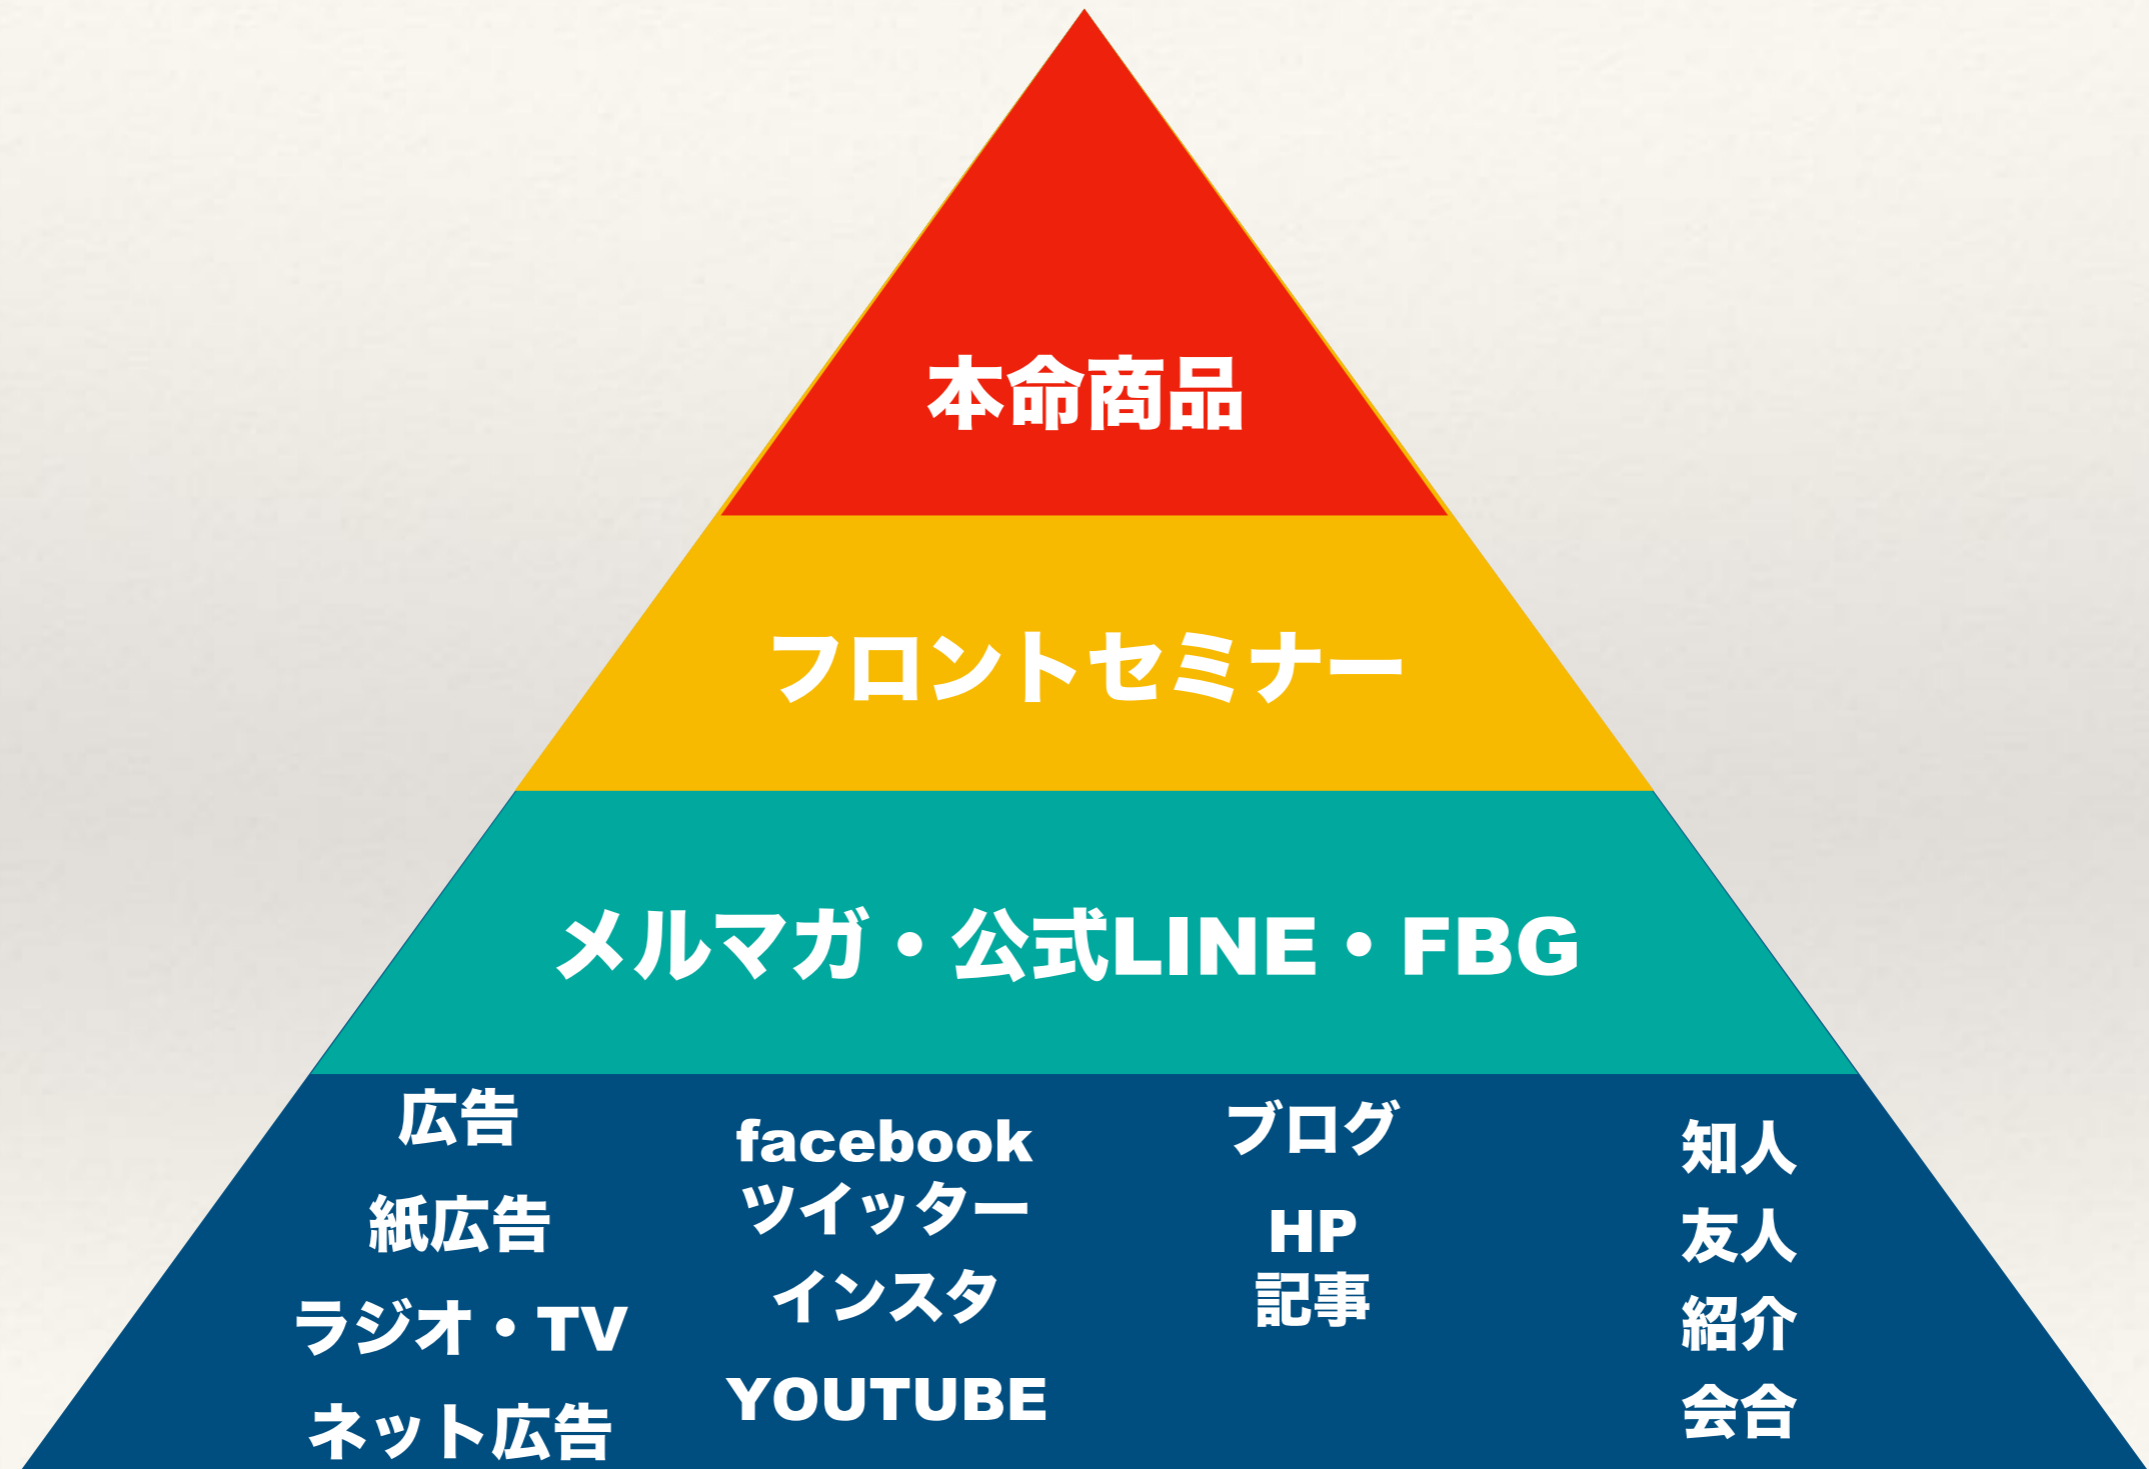 本命商品
フロントセミナー
メルマガ・公式LINE・FBG
広告
紙広告
ラジオ・TV
ネット広告
facebook
ツイッター
インスタ
YOUTUBE
ブログ
HP
記事
知人
友人
紹介
会合